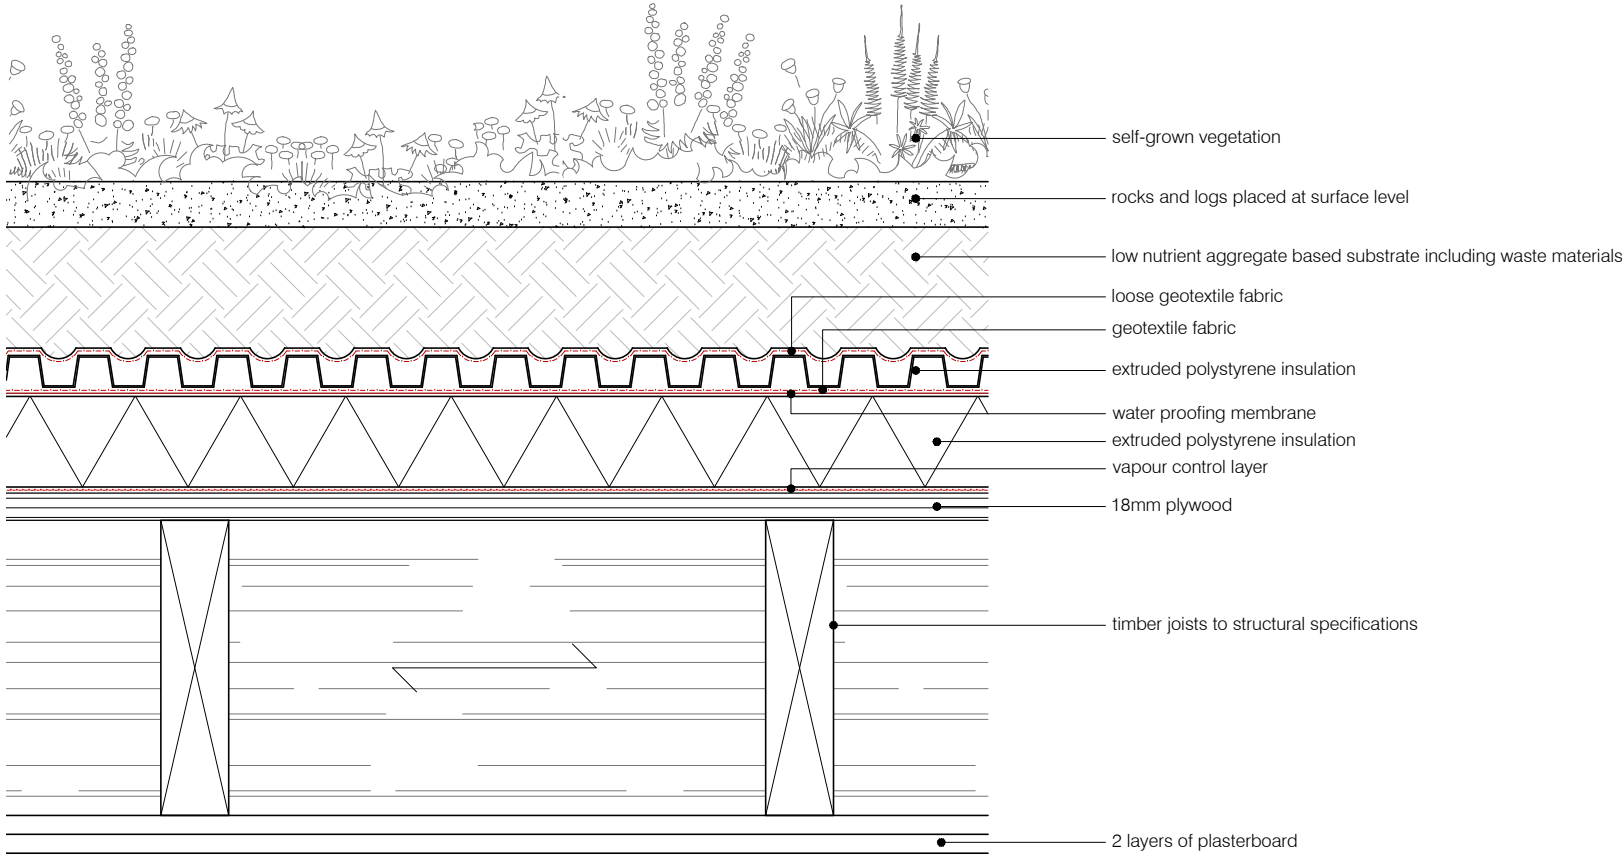 self-grown vegetation
rocks and logs placed at surface level
low nutrient aggregate based substrate including waste materials
loose geotextile fabric
geotextile fabric
extruded polystyrene insulation
water proofing membrane
extruded polystyrene insulation
vapour control layer
18mm plywood
timber joists to structural specifications
2 layers of plasterboard